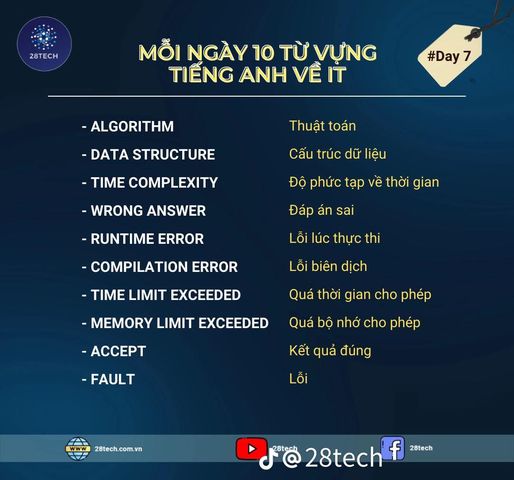 28TECH
MỖI NGÀY 10 TỪ VỰNG
TIẾNG ANH VỀ IT
#Day 7
- ALGORITHM Thuật toán
- DATA STRUCTURE Cấu trúc dữ liệu
- TIME COMPLEXITY Độ phức tạp về thời gian
- WRONG ANSWER Đáp án sai
- RUNTIME ERROR Lỗi lúc thực thi
- COMPILATION ERROR Lỗi biên dịch
- TIME LIMIT EXCEEDED Quá thời gian cho phép
- MEMORY LIMIT EXCEEDED Quá bộ nhớ cho phép
- ACCEPT Kết quả đúng
- FAULT Lỗi
WWW 28tech.com.vn 28tech 28tech
@28tech